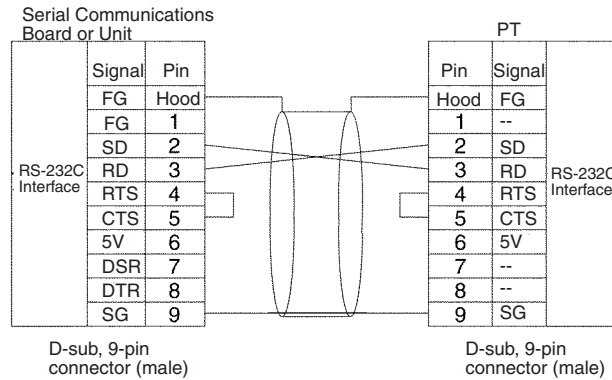 Serial Communications
Board or Unit
PT
Signal Pin Pin Signal
FG Hood Hood FG
FG 1 1 --
SD 2 2 SD
RS-232C
Interface
RD 3 3 RD
RS-232C
Interface
RTS 4 4 RTS
CTS 5 5 CTS
5V 6 6 5V
DSR 7 7 --
DTR 8 8 --
SG 9 9 SG
D-sub, 9-pin
connector (male)
D-sub, 9-pin
connector (male)